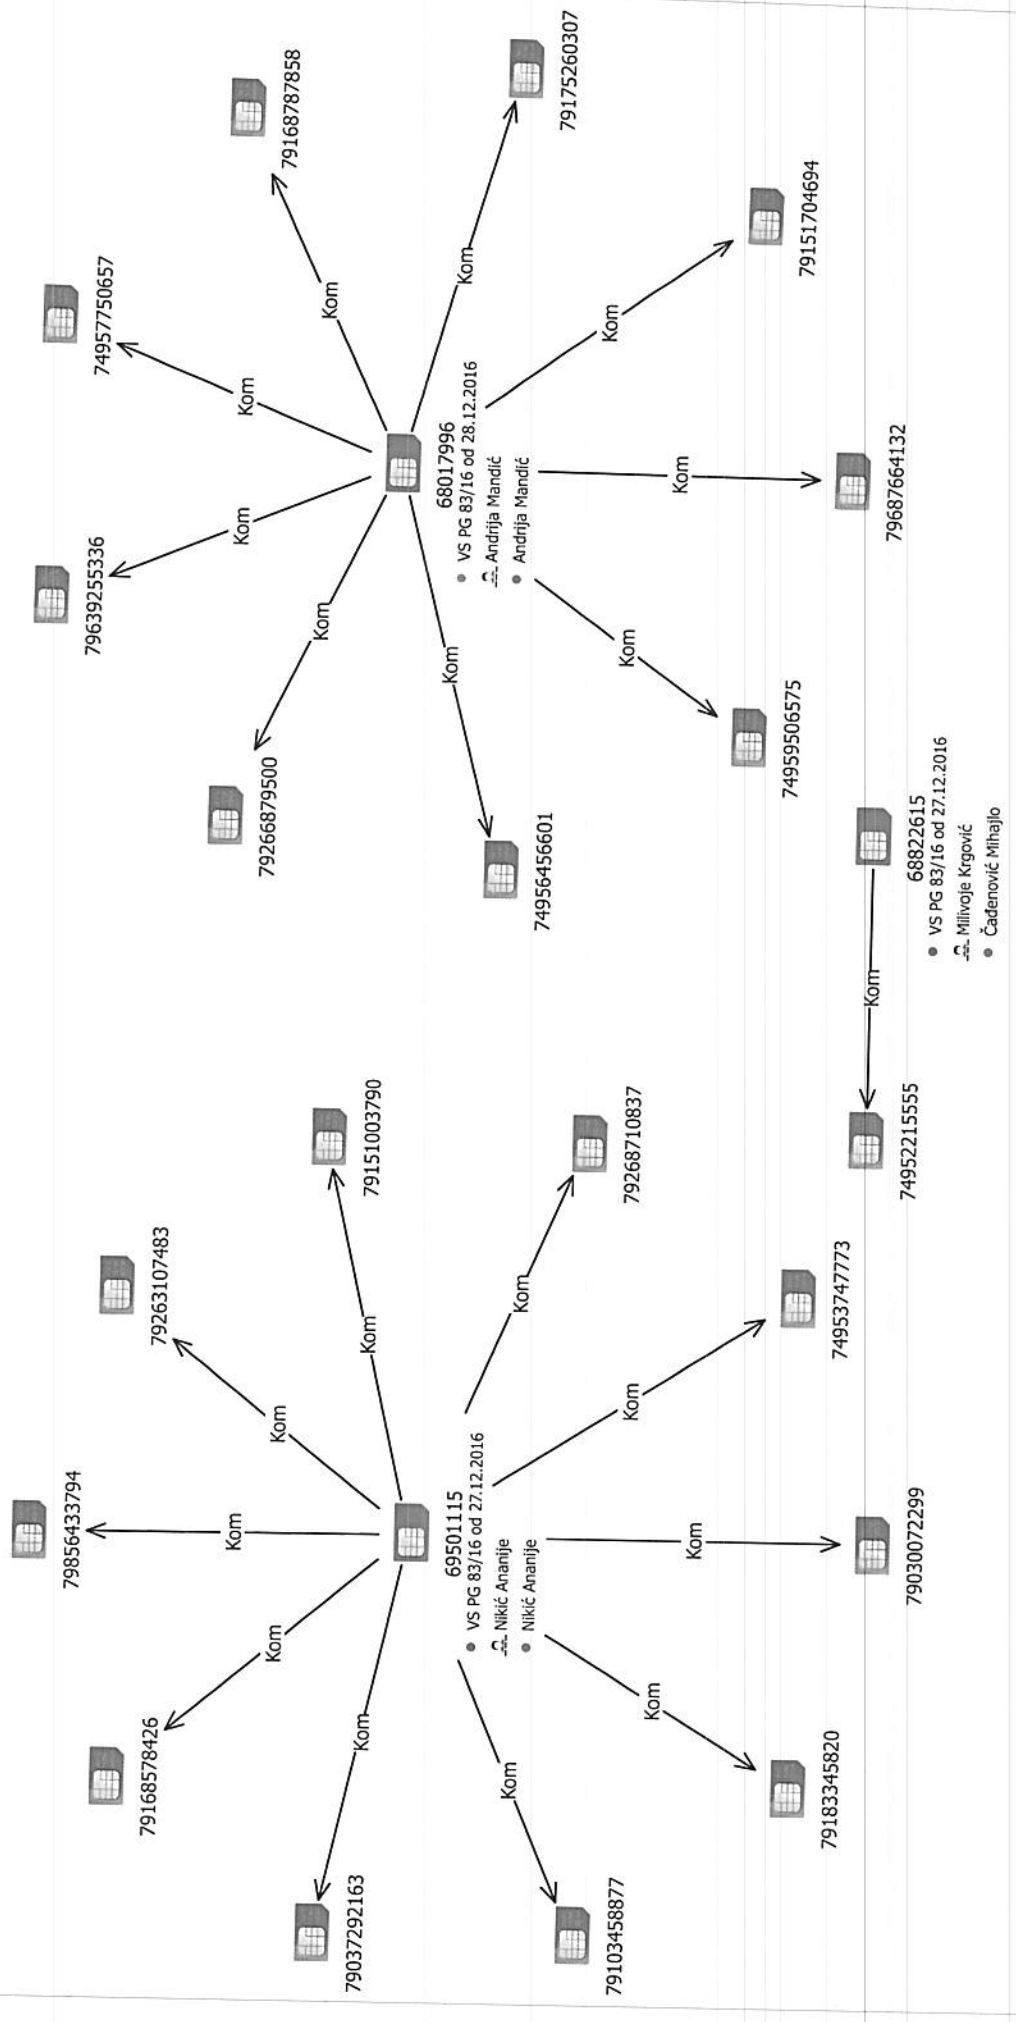 79856433794
79168578426
79263107483
Kom
Kom
Kom
79037292163
79151003790
Kom
Kom
69501115
VS PG 83/16 od 27.12.2016
Nikić Ananije
Nikić Ananije
Kom
Kom
79103458877
79268710837
Kom
Kom
Kom
79183345820
74953747773
79030072299
79639255336
74957750657
Kom
Kom
79266879500
79168787858
Kom
Kom
68017996
VS PG 83/16 od 28.12.2016
Andrija Mandić
Andrija Mandić
Kom
Kom
74956456601
79175260307
Kom
Kom
Kom
74959506575
79151704694
79687664132
Kom
74952215555
68822615
VS PG 83/16 od 27.12.2016
Milivoje Krgović
Čađenović Mihajlo